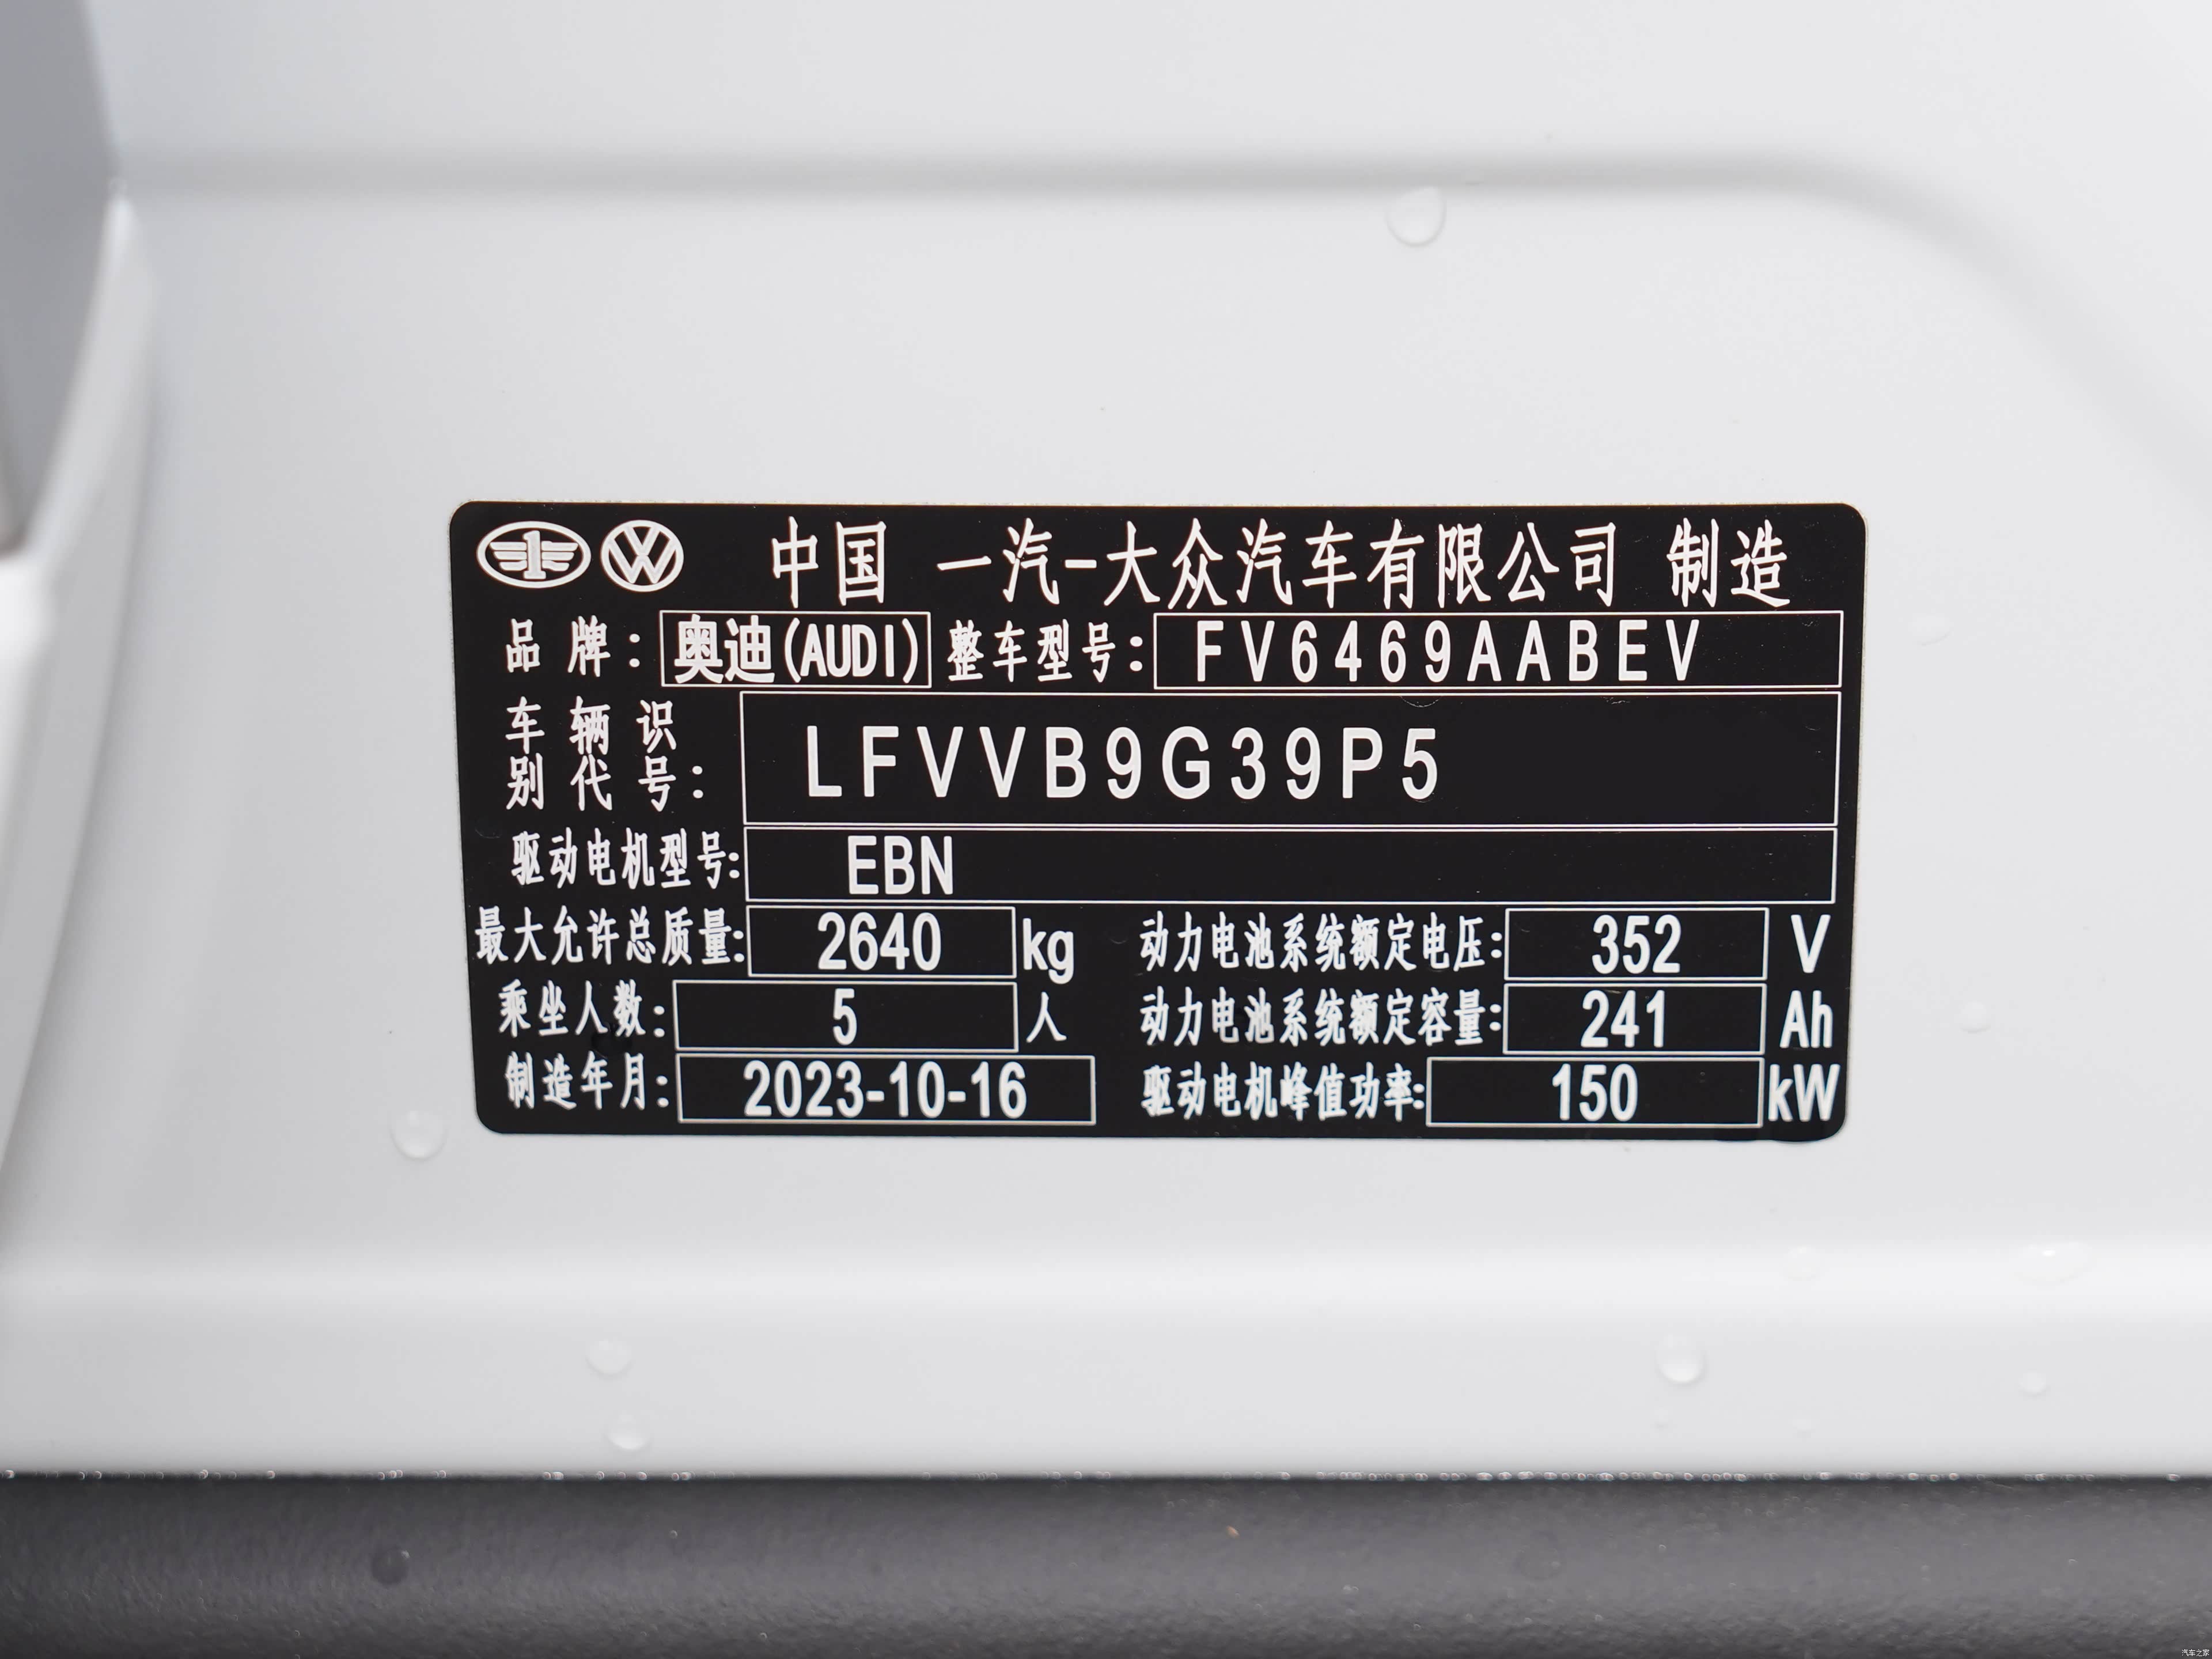 中国 一汽-大众汽车有限公司 制造
品牌: 奥迪(AUDI) 整车型号: FV6469AABEV
车辆识别代号: LFVVB9G39P5
驱动电机型号: EBN
最大允许总质量: 2640 kg 动力电池系统额定电压: 352 V
乘坐人数: 5 人 动力电池系统额定容量: 241 Ah
制造年月: 2023-10-16 驱动电机峰值功率: 150 kW
汽车之家